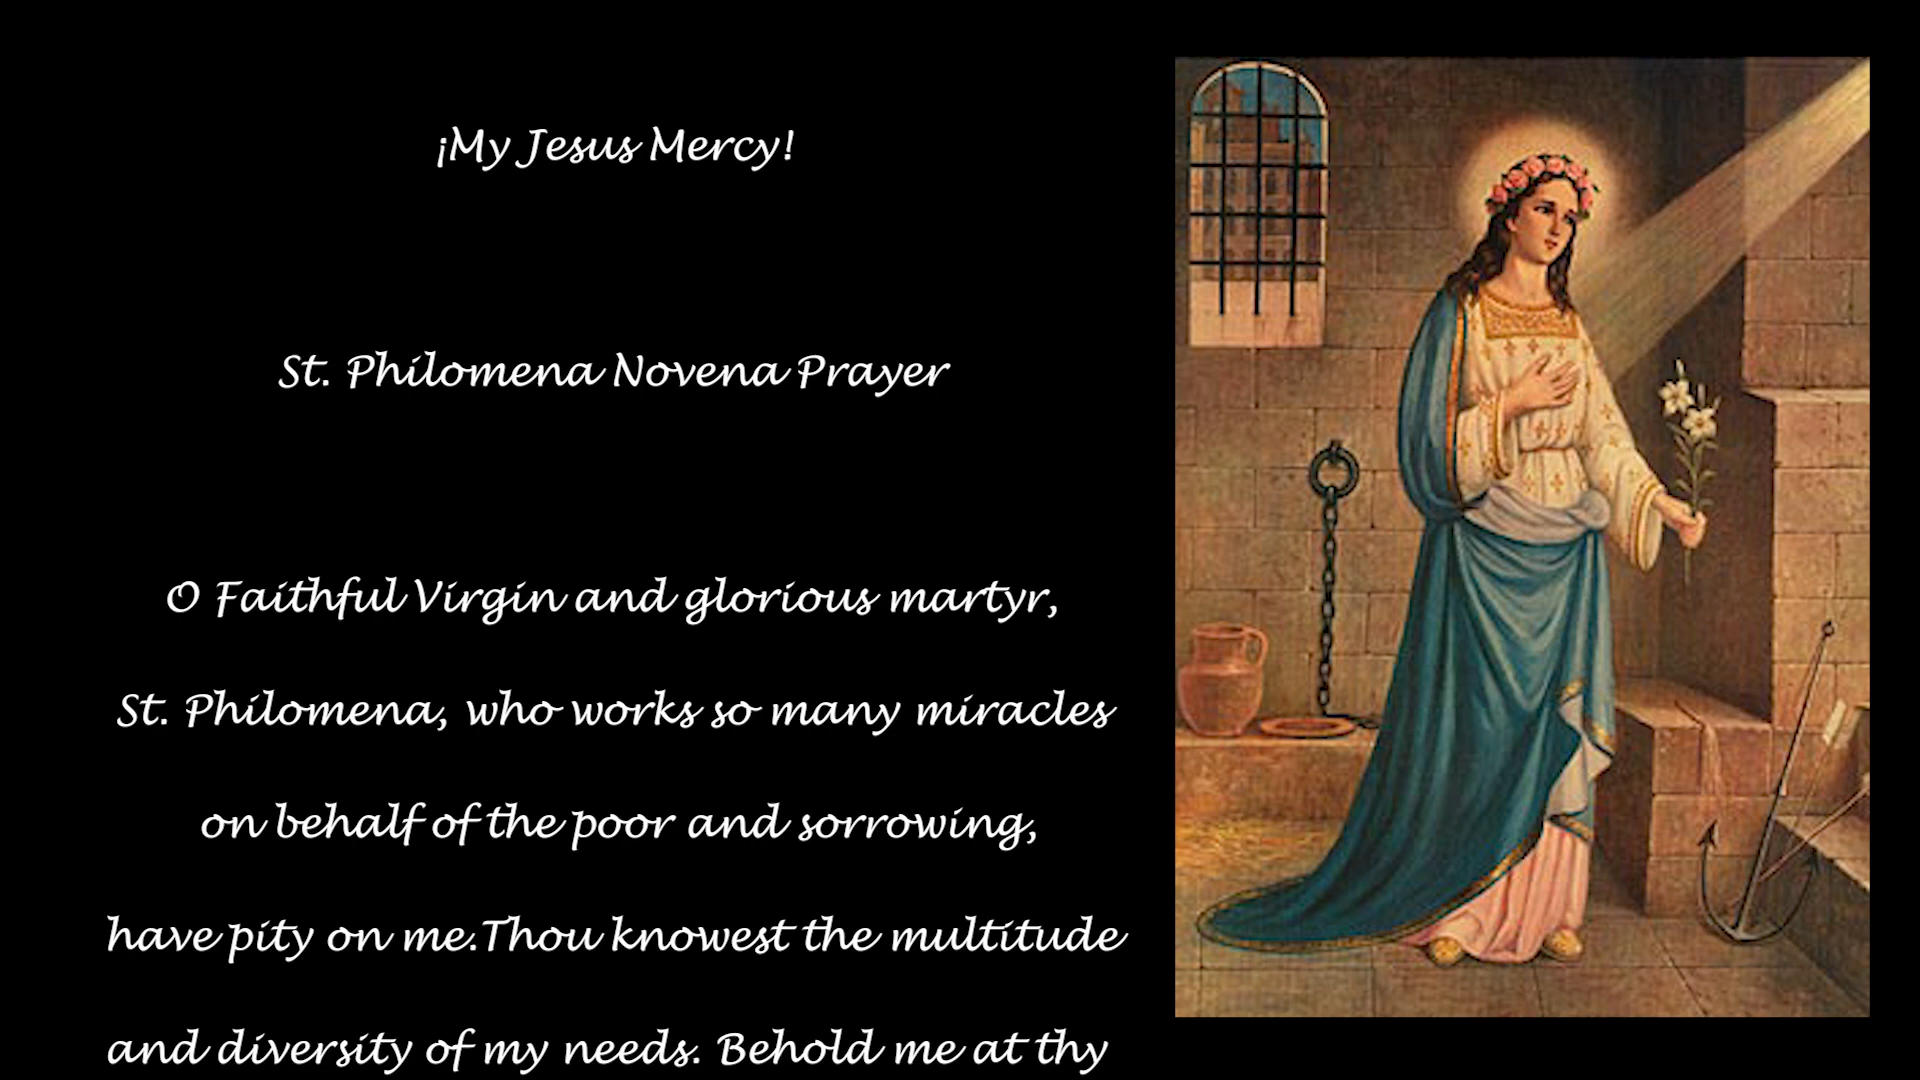 ¡My Jesus Mercy!
St. Philomena Novena Prayer
O Faithful Virgin and glorious martyr,
St. Philomena, who works so many miracles
on behalf of the poor and sorrowing,
have pity on me.Thou knowest the multitude
and diversity of my needs. Behold me at thy